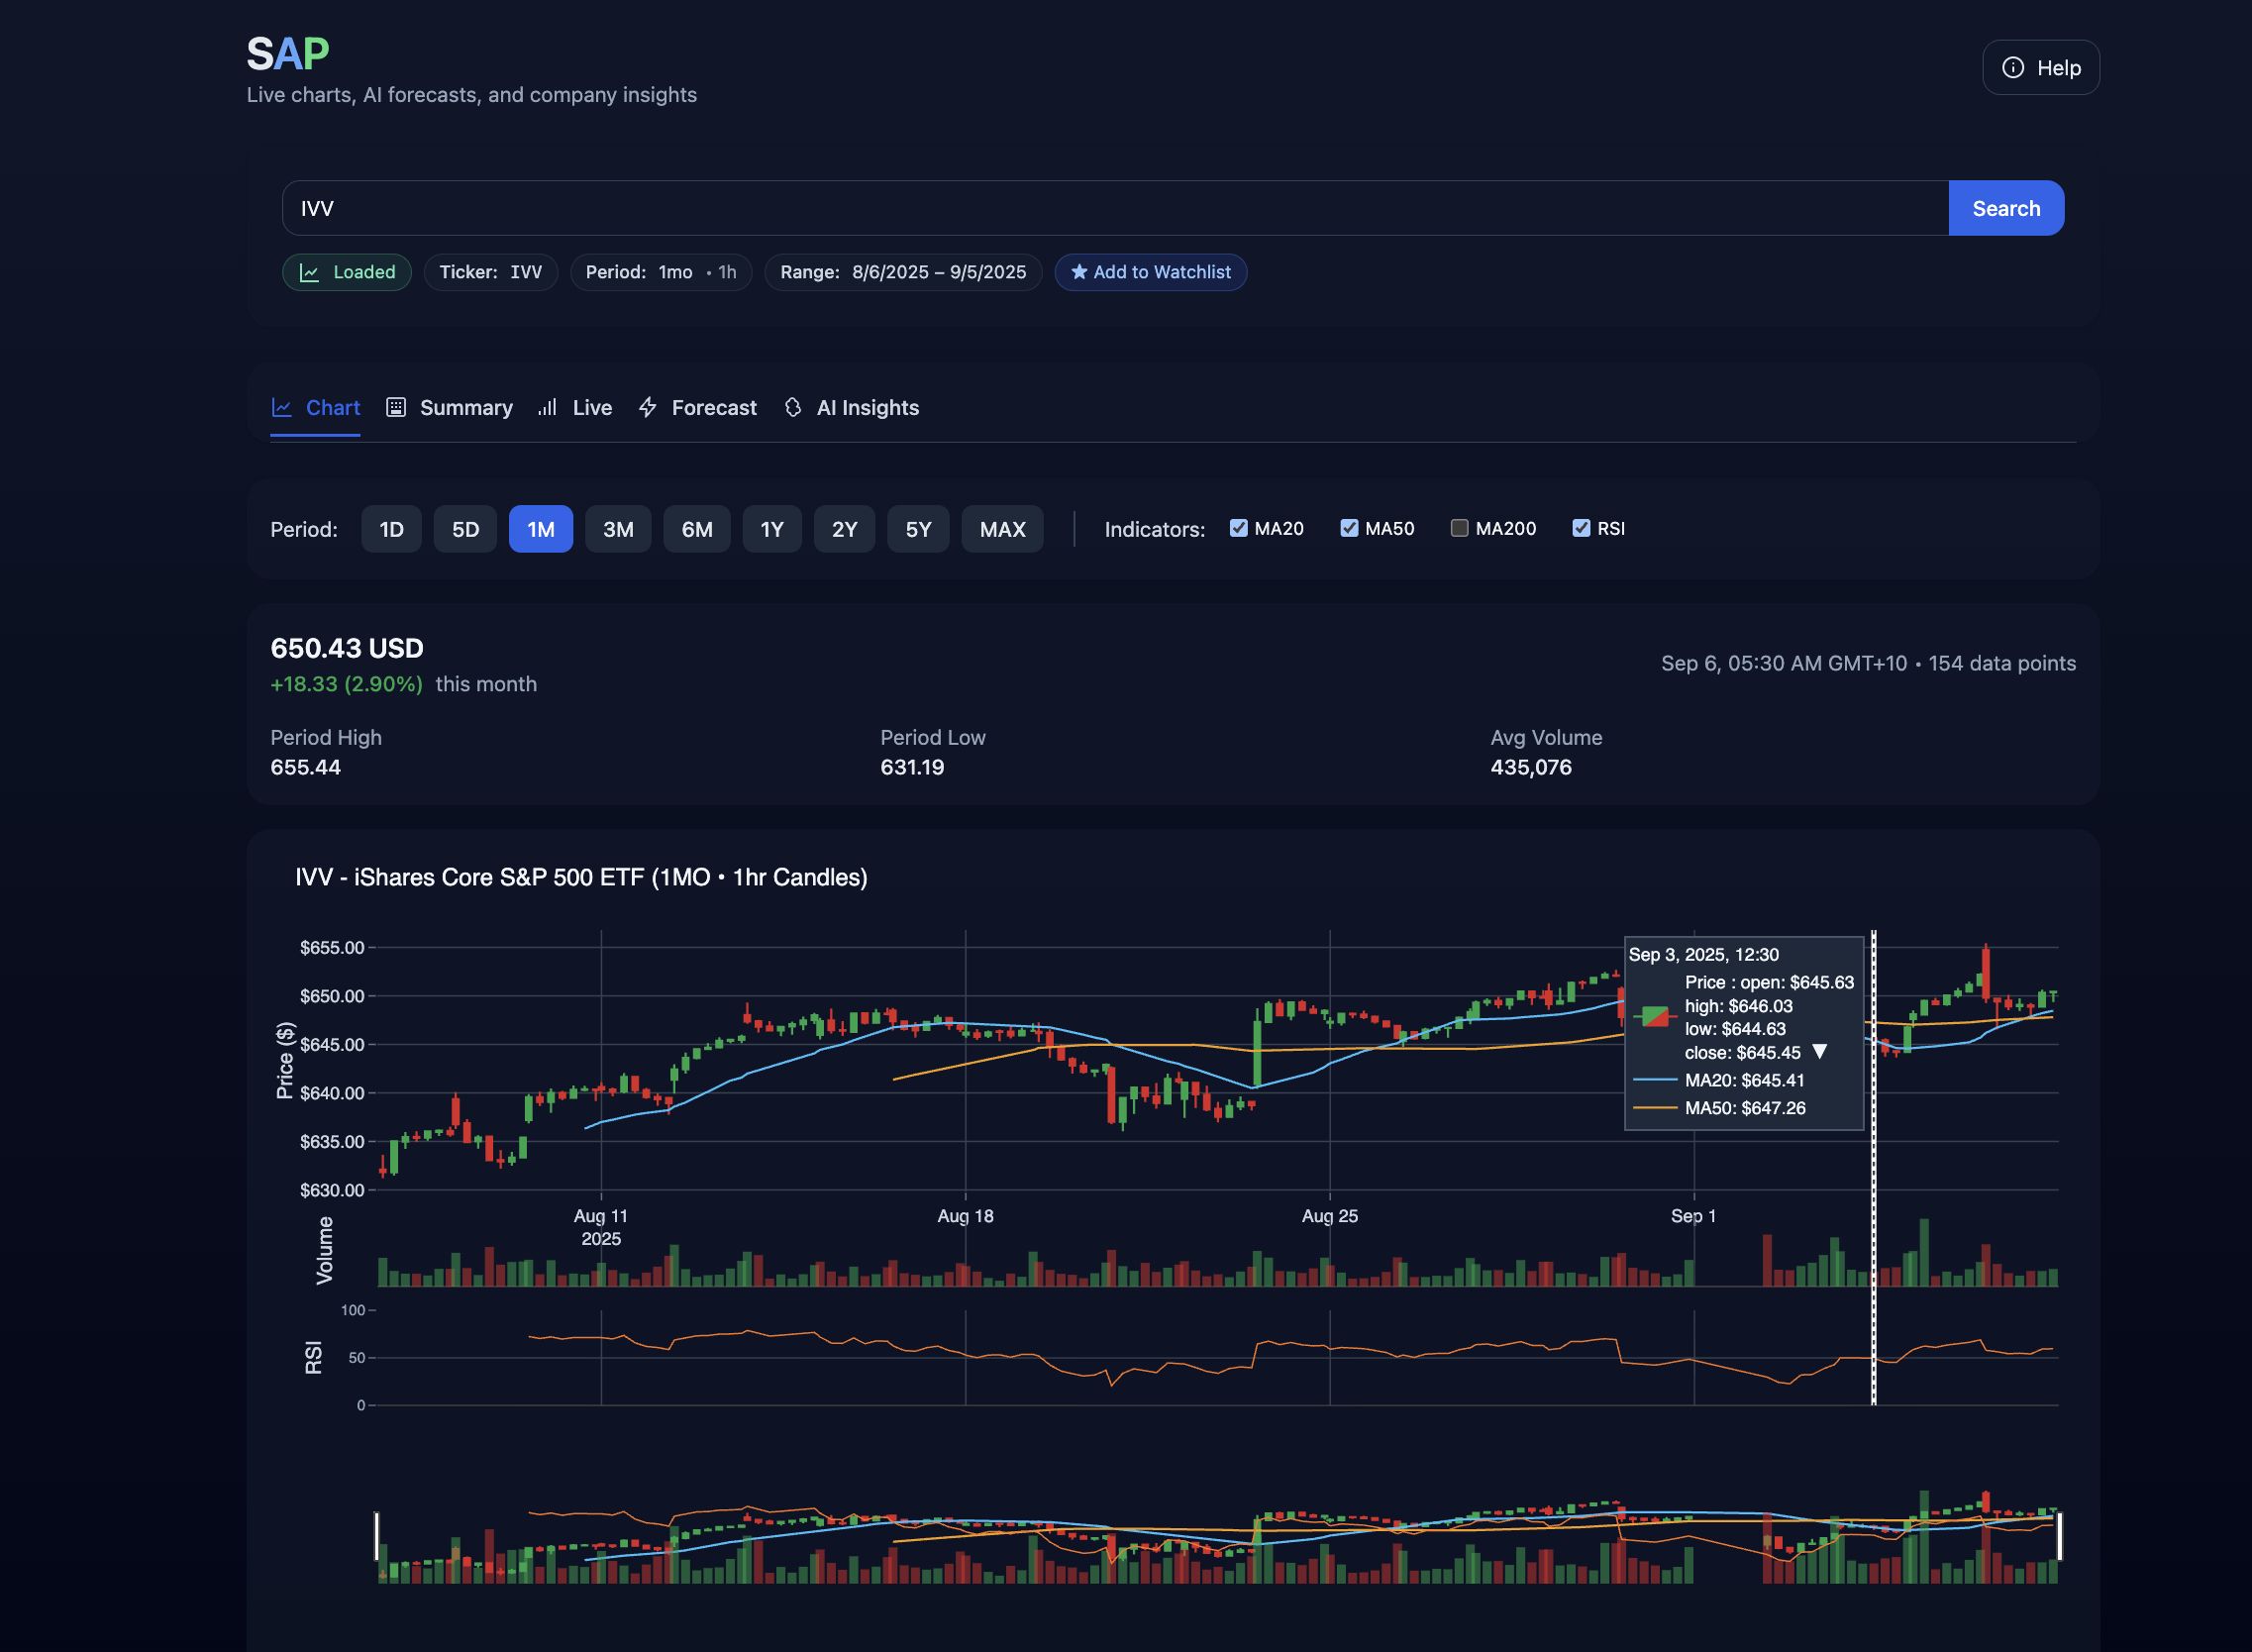 SAP
Live charts, AI forecasts, and company insights
Help
IVV
Search
Loaded
Ticker: IVV
Period: 1mo • 1h
Range: 8/6/2025 – 9/5/2025
★ Add to Watchlist
Chart
Summary
Live
Forecast
AI Insights
Period:
1D
5D
1M
3M
6M
1Y
2Y
5Y
MAX
Indicators:
MA20
MA50
MA200
RSI
650.43 USD
+18.33 (2.90%) this month
Sep 6, 05:30 AM GMT+10 • 154 data points
Period High
655.44
Period Low
631.19
Avg Volume
435,076
IVV - iShares Core S&P 500 ETF (1MO • 1hr Candles)
Price ($)
$655.00
$650.00
$645.00
$640.00
$635.00
$630.00
Sep 3, 2025, 12:30
Price : open: $645.63
high: $646.03
low: $644.63
close: $645.45 ▼
MA20: $645.41
MA50: $647.26
Aug 11
2025
Aug 18
Aug 25
Sep 1
Volume
RSI
100
50
0